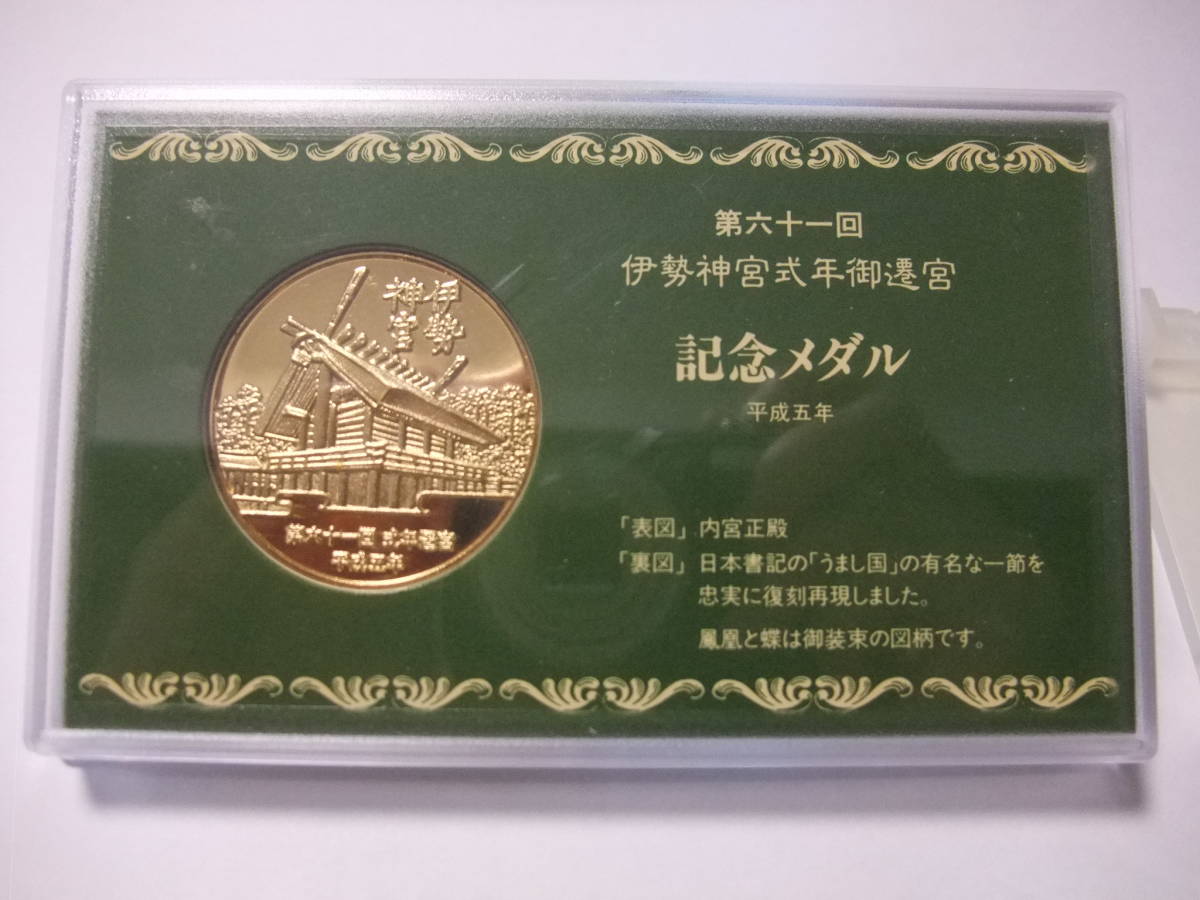 伊勢
神宮
第六十一回 式年遷宮
平成五年
第六十一回
伊勢神宮式年御遷宮
記念メダル
平成五年
「表図」内宮正殿
「裏図」日本書記の「うまし国」の有名な一節を
忠実に復刻再現しました。
鳳凰と蝶は御装束の図柄です。